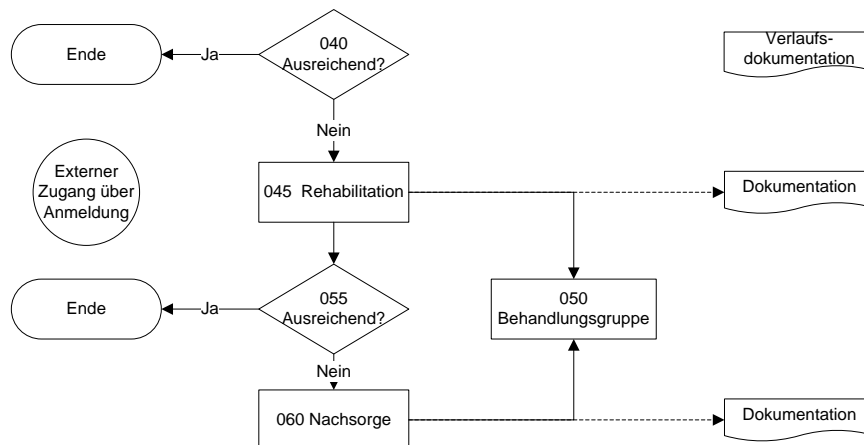 Ende
Ja
040
Ausreichend?
Verlaufs-
dokumentation
Nein
Externer
Zugang über
Anmeldung
045 Rehabilitation
Dokumentation
Ende
Ja
055
Ausreichend?
050
Behandlungsgruppe
Nein
060 Nachsorge
Dokumentation